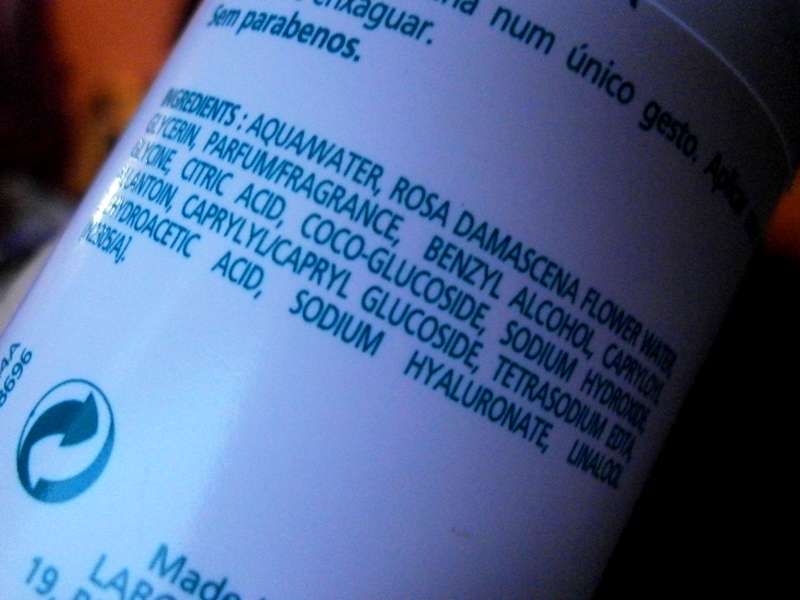 num único gesto.
enxaguar.
Sem parabenos.
INGREDIENTS : AQUA/WATER, ROSA DAMASCENA FLOWER WATER,
GLYCERIN, PARFUM/FRAGRANCE, BENZYL ALCOHOL, CAPRYLOYL
GLYCINE, CITRIC ACID, COCO-GLUCOSIDE, SODIUM HYDROXIDE,
ALLANTOIN, CAPRYLYL/CAPRYL GLUCOSIDE, TETRASODIUM EDTA,
DEHYDROACETIC ACID, SODIUM HYALURONATE, LINALOOL
8696
Made
19,